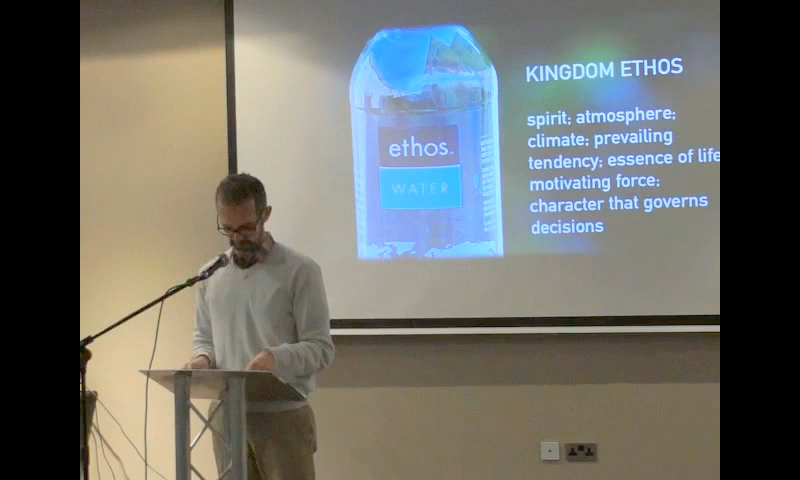 ethos.
WATER
KINGDOM ETHOS
spirit; atmosphere;
climate; prevailing
tendency; essence of life
motivating force;
character that governs
decisions